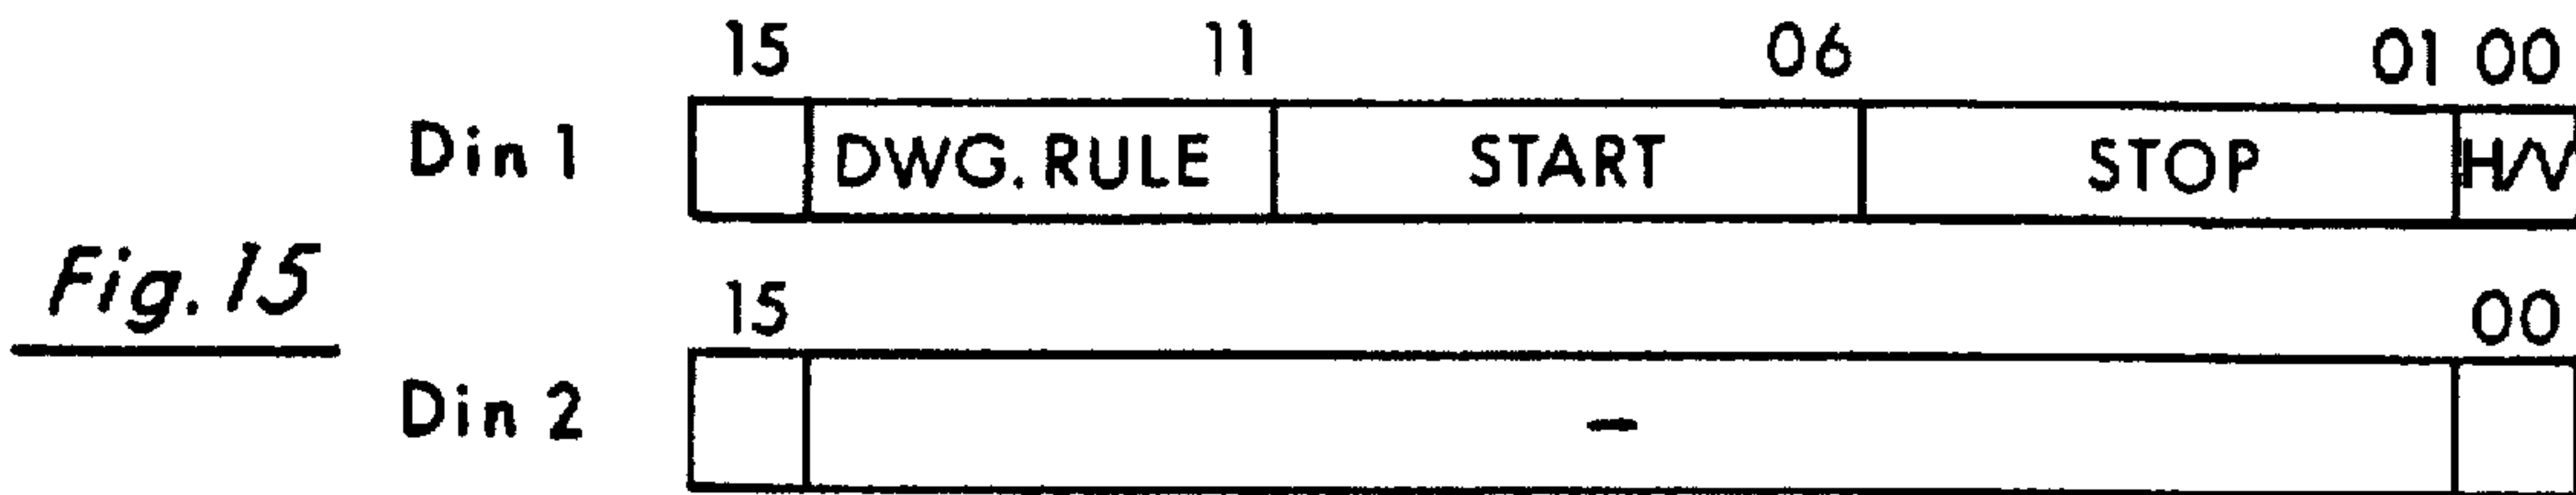 15 11 06 01 00
Din 1 DWG. RULE START STOP H/V
Fig. 15
15 00
Din 2 -